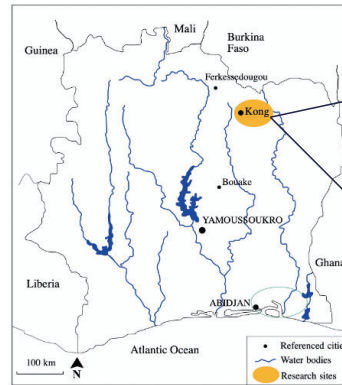 Mali
Guinea
Burkina
Faso
Ferkessedougou
Kong
Bouake
YAMOUSSOUKRO
Liberia
Ghana
ABIDJAN
Atlantic Ocean
100 km
N
Referenced citie
Water bodies
Research sites